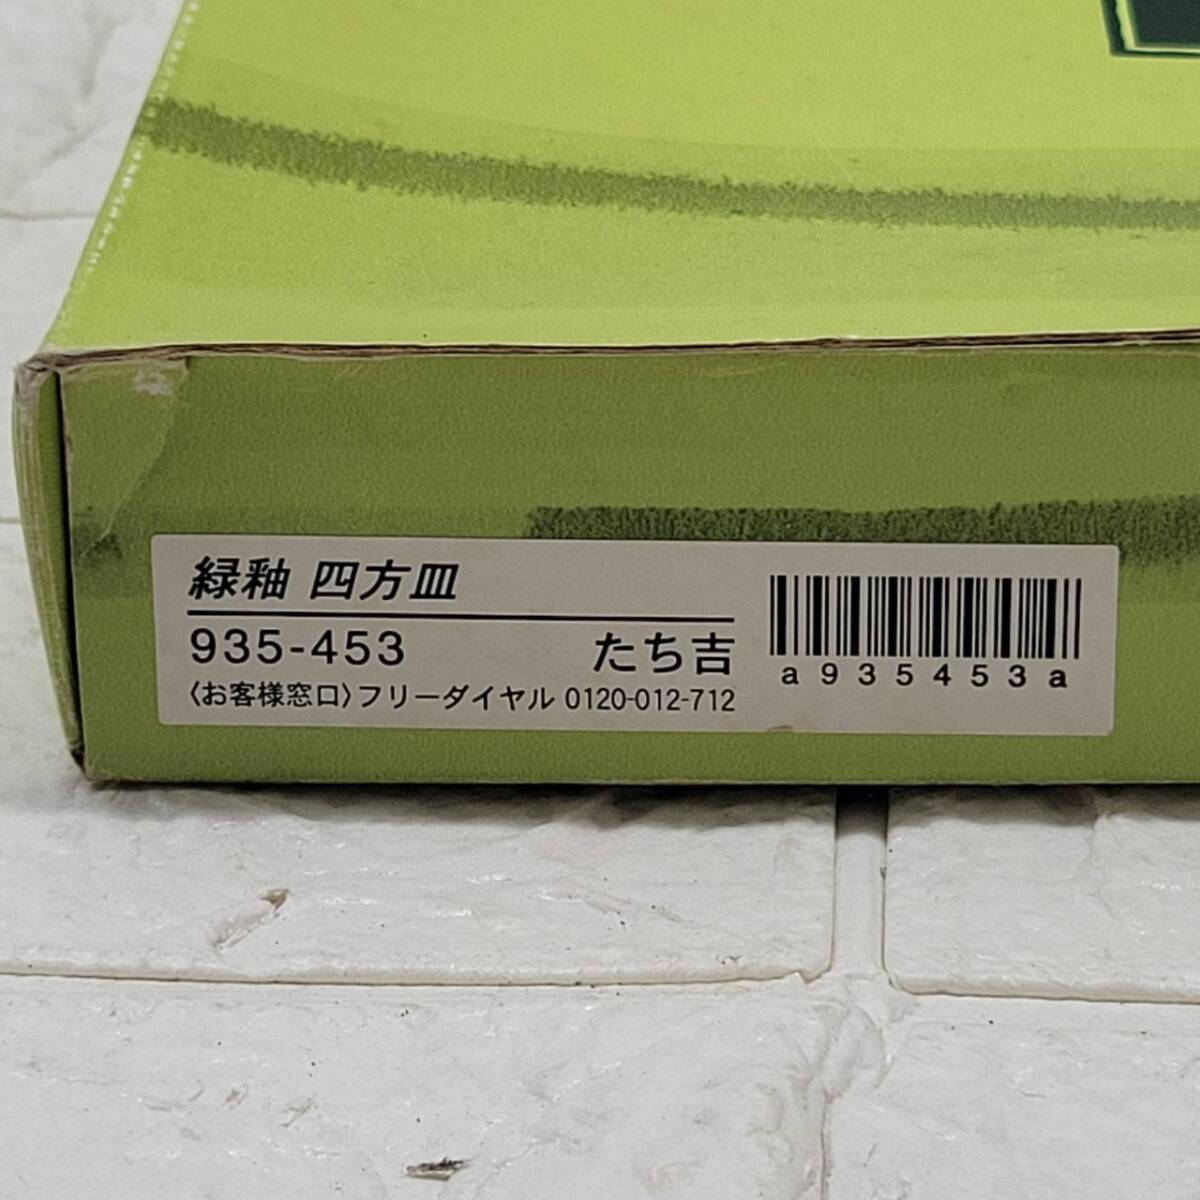 緑釉 四方皿
935-453 たち吉
〈お客様窓口〉フリーダイヤル 0120-012-712
a935453a